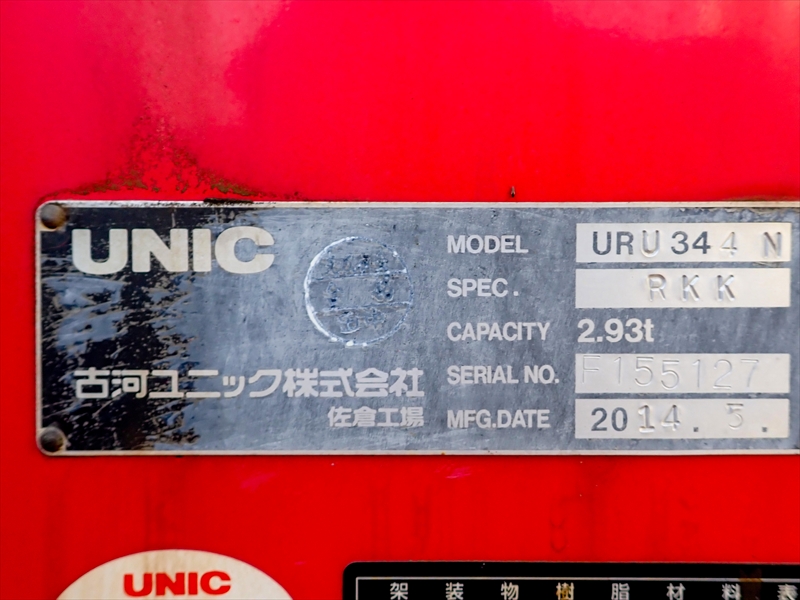 UNIC
MODEL URU344N
SPEC. RKK
CAPACITY 2.93t
古河ユニック株式会社
SERIAL NO. F155127
佐倉工場
MFG.DATE 2014.5.
UNIC
架装物樹脂材料表